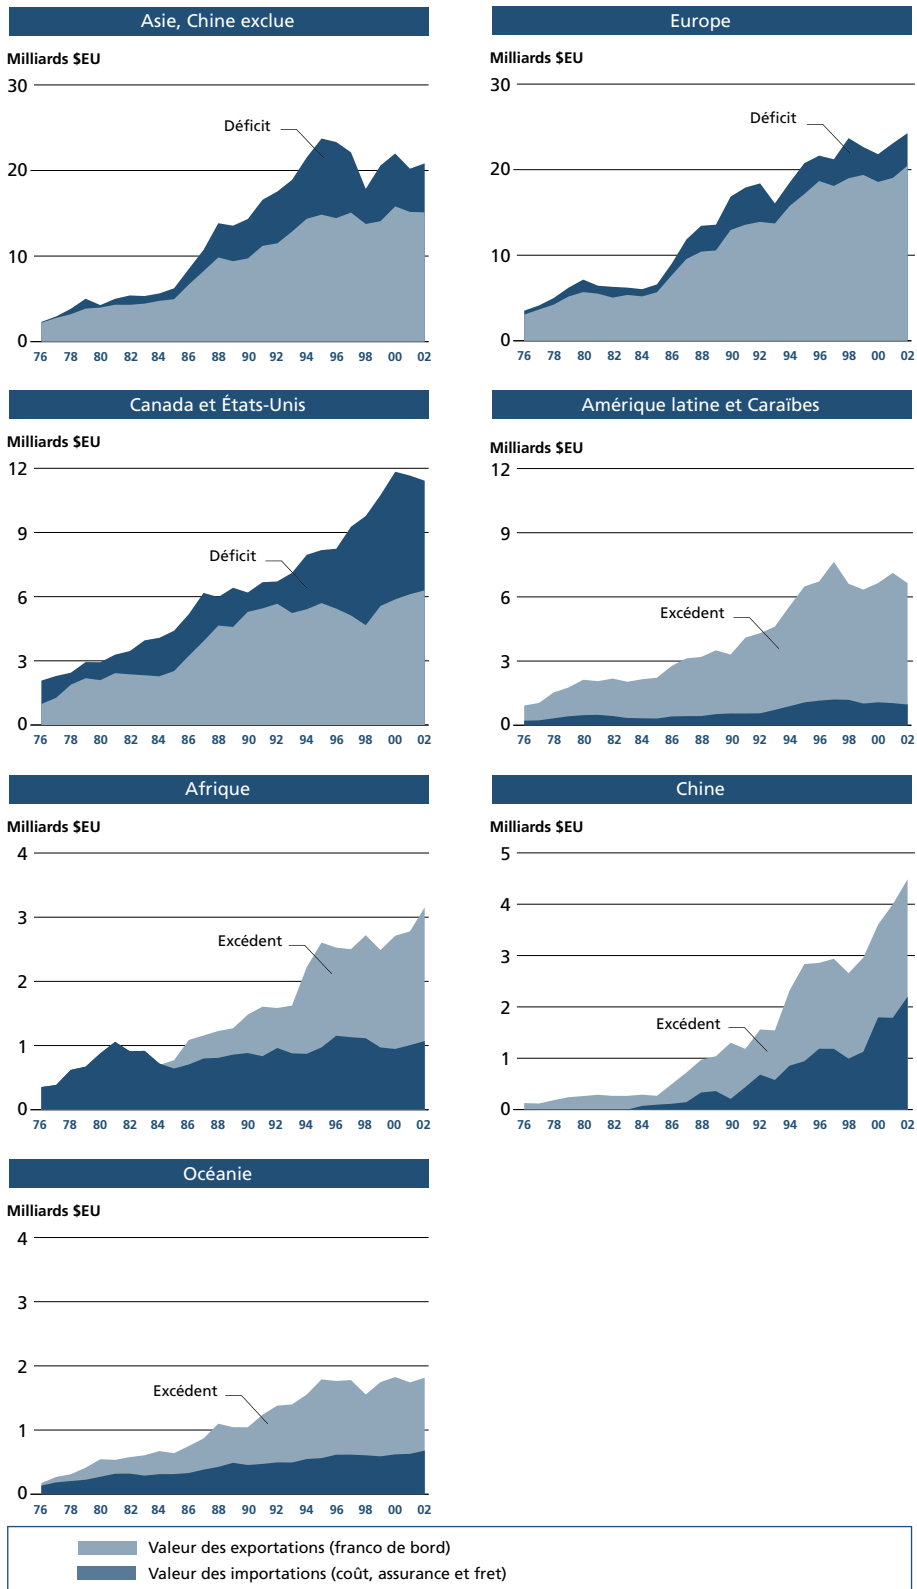 Asie, Chine exclue
Milliards $EU
30
Déficit
20
10
0
76 78 80 82 84 86 88 90 92 94 96 98 00 02
Europe
Milliards $EU
30
Déficit
20
10
0
76 78 80 82 84 86 88 90 92 94 96 98 00 02
Canada et États-Unis
Milliards $EU
12
9
Déficit
6
3
0
76 78 80 82 84 86 88 90 92 94 96 98 00 02
Amérique latine et Caraïbes
Milliards $EU
12
9
6
Excédent
3
0
76 78 80 82 84 86 88 90 92 94 96 98 00 02
Afrique
Milliards $EU
4
3
Excédent
2
1
0
76 78 80 82 84 86 88 90 92 94 96 98 00 02
Chine
Milliards $EU
5
4
3
2
Excédent
1
0
76 78 80 82 84 86 88 90 92 94 96 98 00 02
Océanie
Milliards $EU
4
3
2
Excédent
1
0
76 78 80 82 84 86 88 90 92 94 96 98 00 02
Valeur des exportations (franco de bord)
Valeur des importations (coût, assurance et fret)